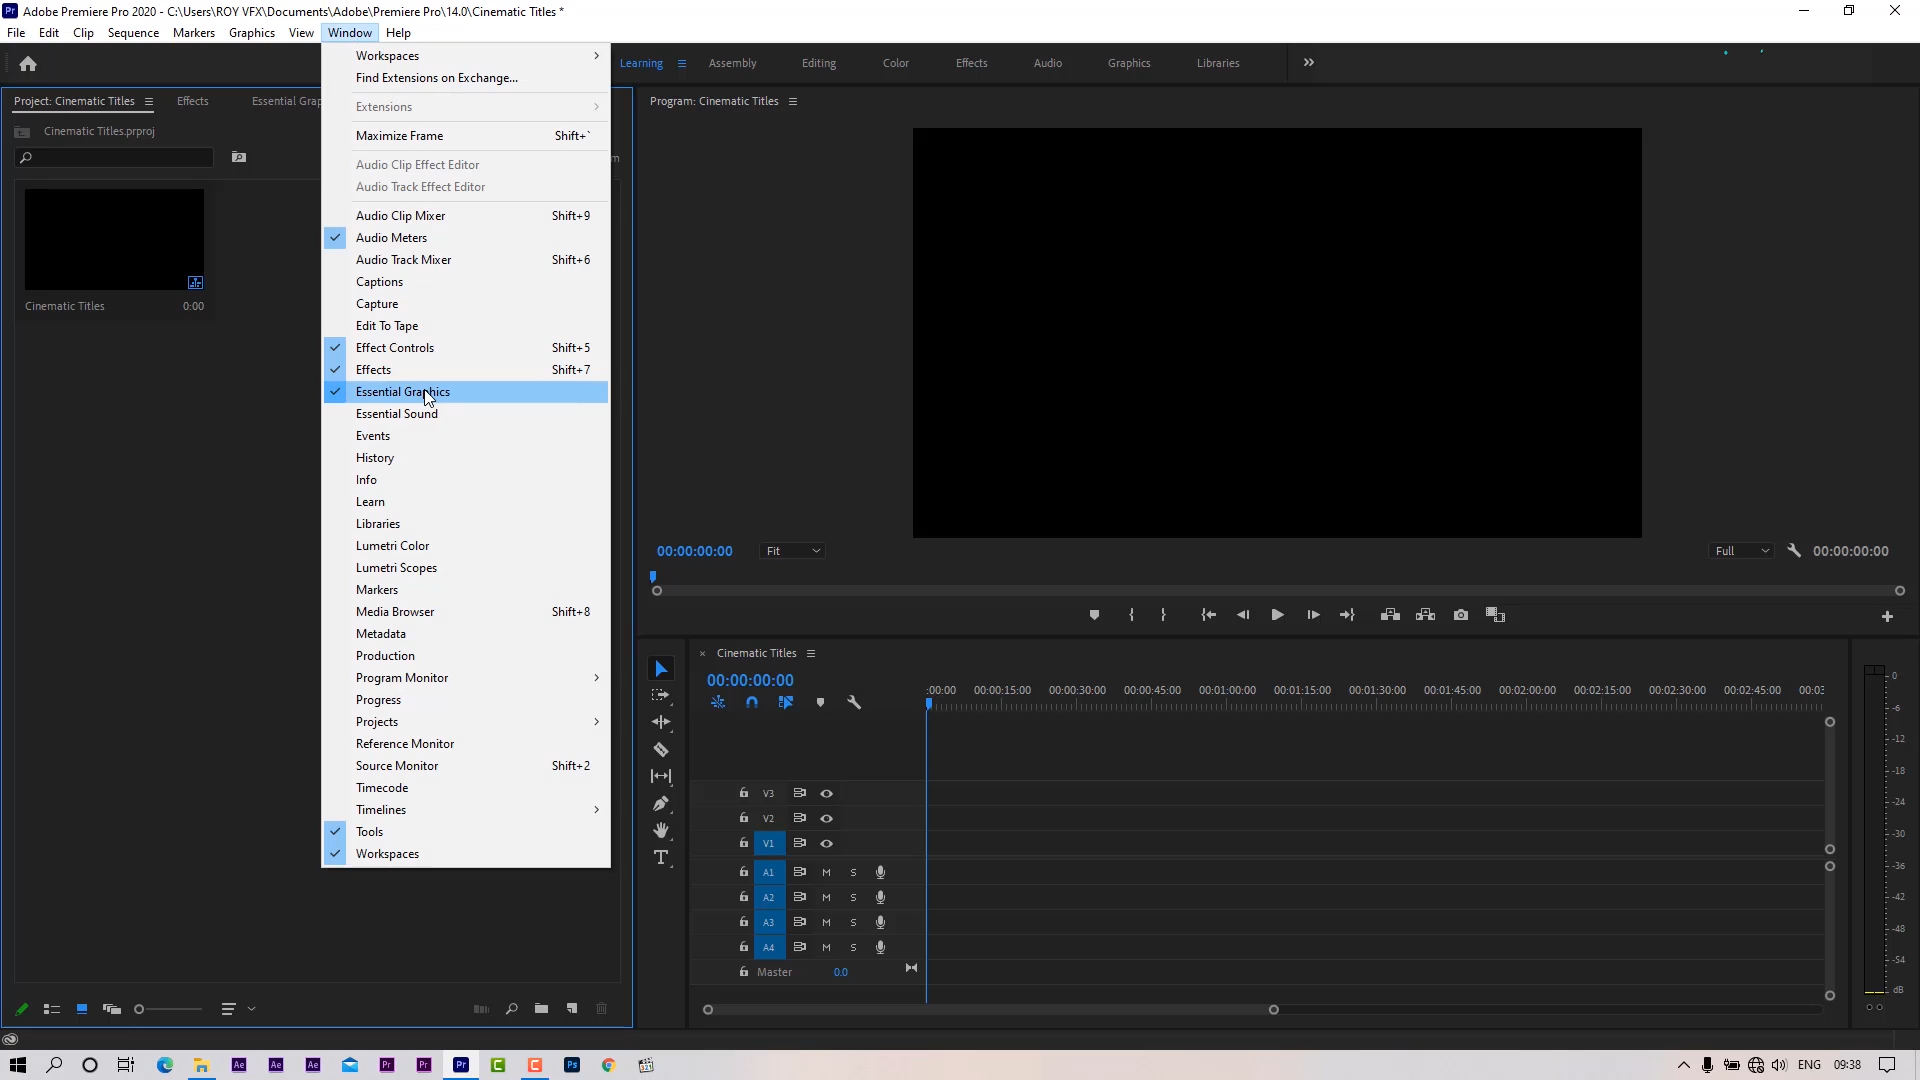 Adobe Premiere Pro 2020 - C:\Users\ROY VFX\Documents\Adobe\Premiere Pro\14.0\Cinematic Titles *
File Edit Clip Sequence Markers Graphics View Window Help
Learning Assembly Editing Color Effects Audio Graphics Libraries
Project: Cinematic Titles Effects Essential Grap
Cinematic Titles.prproj
Cinematic Titles 0:00
Workspaces
Find Extensions on Exchange...
Extensions
Maximize Frame Shift+`
Audio Clip Effect Editor
Audio Track Effect Editor
Audio Clip Mixer Shift+9
Audio Meters
Audio Track Mixer Shift+6
Captions
Capture
Edit To Tape
Effect Controls Shift+5
Effects Shift+7
Essential Graphics
Essential Sound
Events
History
Info
Learn
Libraries
Lumetri Color
Lumetri Scopes
Markers
Media Browser Shift+8
Metadata
Production
Program Monitor
Progress
Projects
Reference Monitor
Source Monitor Shift+2
Timecode
Timelines
Tools
Workspaces
Program: Cinematic Titles
00:00:00:00 Fit Full 00:00:00:00
Cinematic Titles
00:00:00:00
:00:00 00:00:15:00 00:00:30:00 00:00:45:00 00:01:00:00 00:01:15:00 00:01:30:00 00:01:45:00 00:02:00:00 00:02:15:00 00:02:30:00 00:02:45:00 00:03:
V3
V2
V1
A1 M S
A2 M S
A3 M S
A4 M S
Master 0.0
0
-6
-12
-18
-24
-30
-36
-42
-48
-54
dB
ENG 09:38